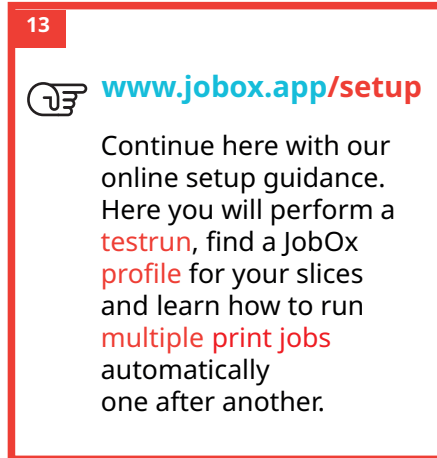 13
www.jobox.app/setup
Continue here with our
online setup guidance.
Here you will perform a
testrun, find a JobOx
profile for your slices
and learn how to run
multiple print jobs
automatically
one after another.